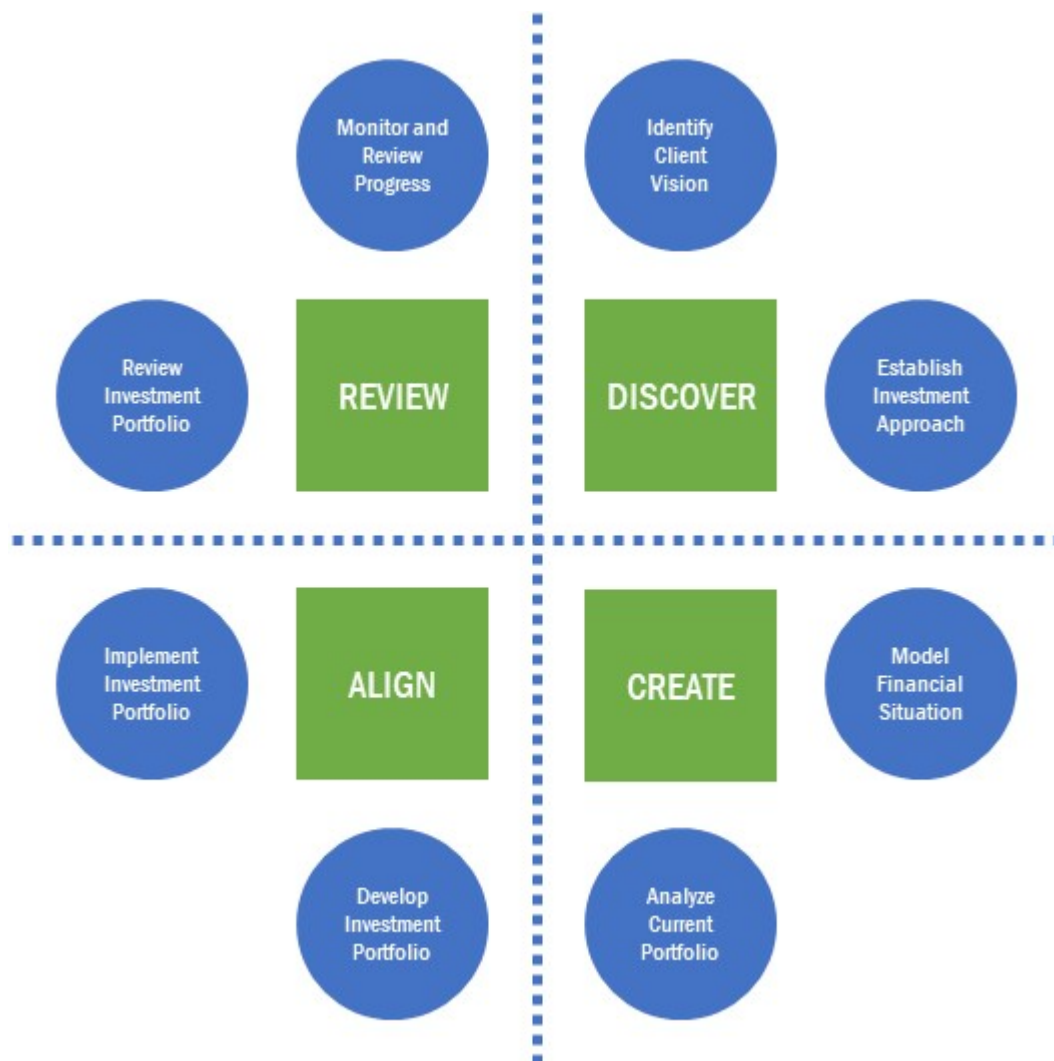 Monitor and
Review
Progress
Identify
Client
Vision
Review
Investment
Portfolio
REVIEW
DISCOVER
Establish
Investment
Approach
Implement
Investment
Portfolio
ALIGN
CREATE
Model
Financial
Situation
Develop
Investment
Portfolio
Analyze
Current
Portfolio